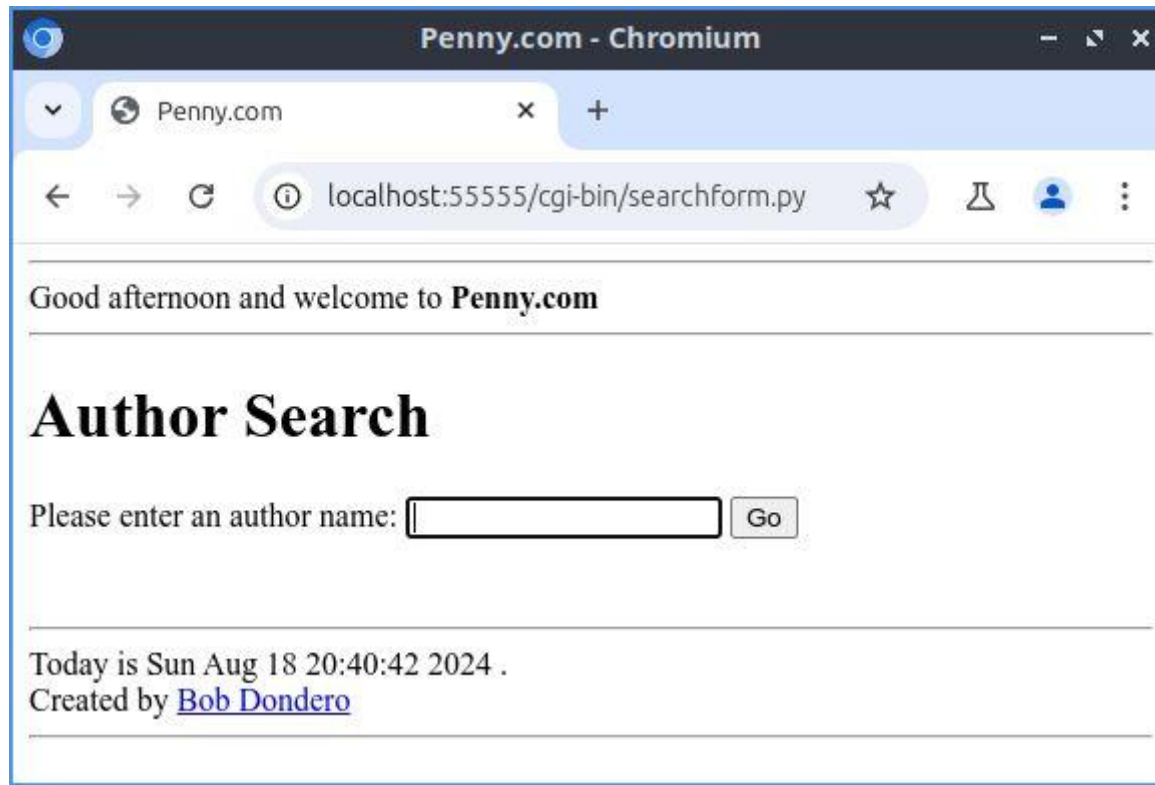 Penny.com - Chromium
Penny.com
localhost:55555/cgi-bin/searchform.py
Good afternoon and welcome to Penny.com
Author Search
Please enter an author name: Go
Today is Sun Aug 18 20:40:42 2024 .
Created by Bob Dondero